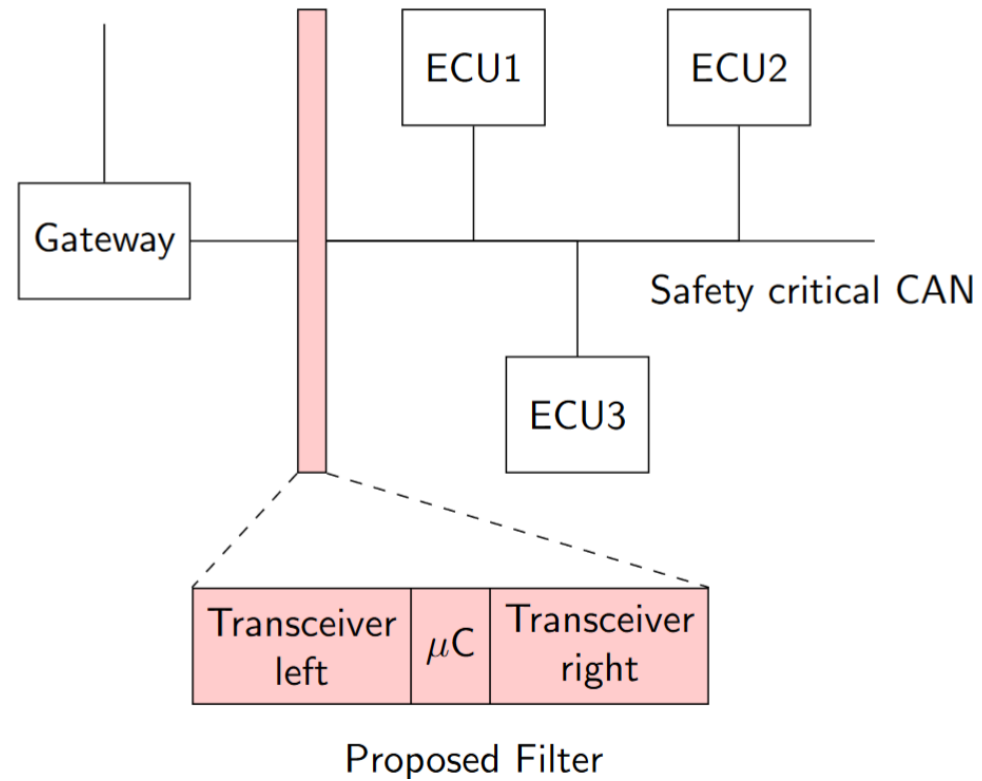 ECU1
ECU2
Gateway
Safety critical CAN
ECU3
Transceiver
left
μC
Transceiver
right
Proposed Filter